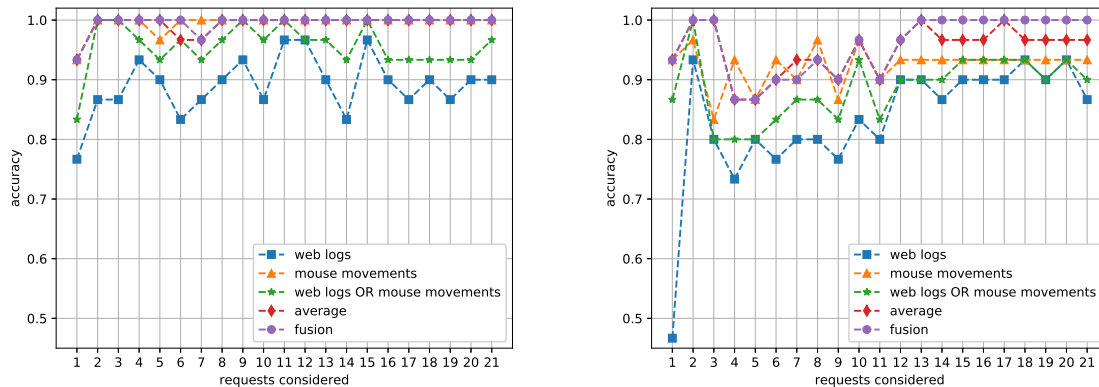 1.0
0.9
0.8
0.7
0.6
0.5
accuracy
web logs
mouse movements
web logs OR mouse movements
average
fusion
1 2 3 4 5 6 7 8 9 10 11 12 13 14 15 16 17 18 19 20 21
requests considered
1.0
0.9
0.8
0.7
0.6
0.5
accuracy
web logs
mouse movements
web logs OR mouse movements
average
fusion
1 2 3 4 5 6 7 8 9 10 11 12 13 14 15 16 17 18 19 20 21
requests considered